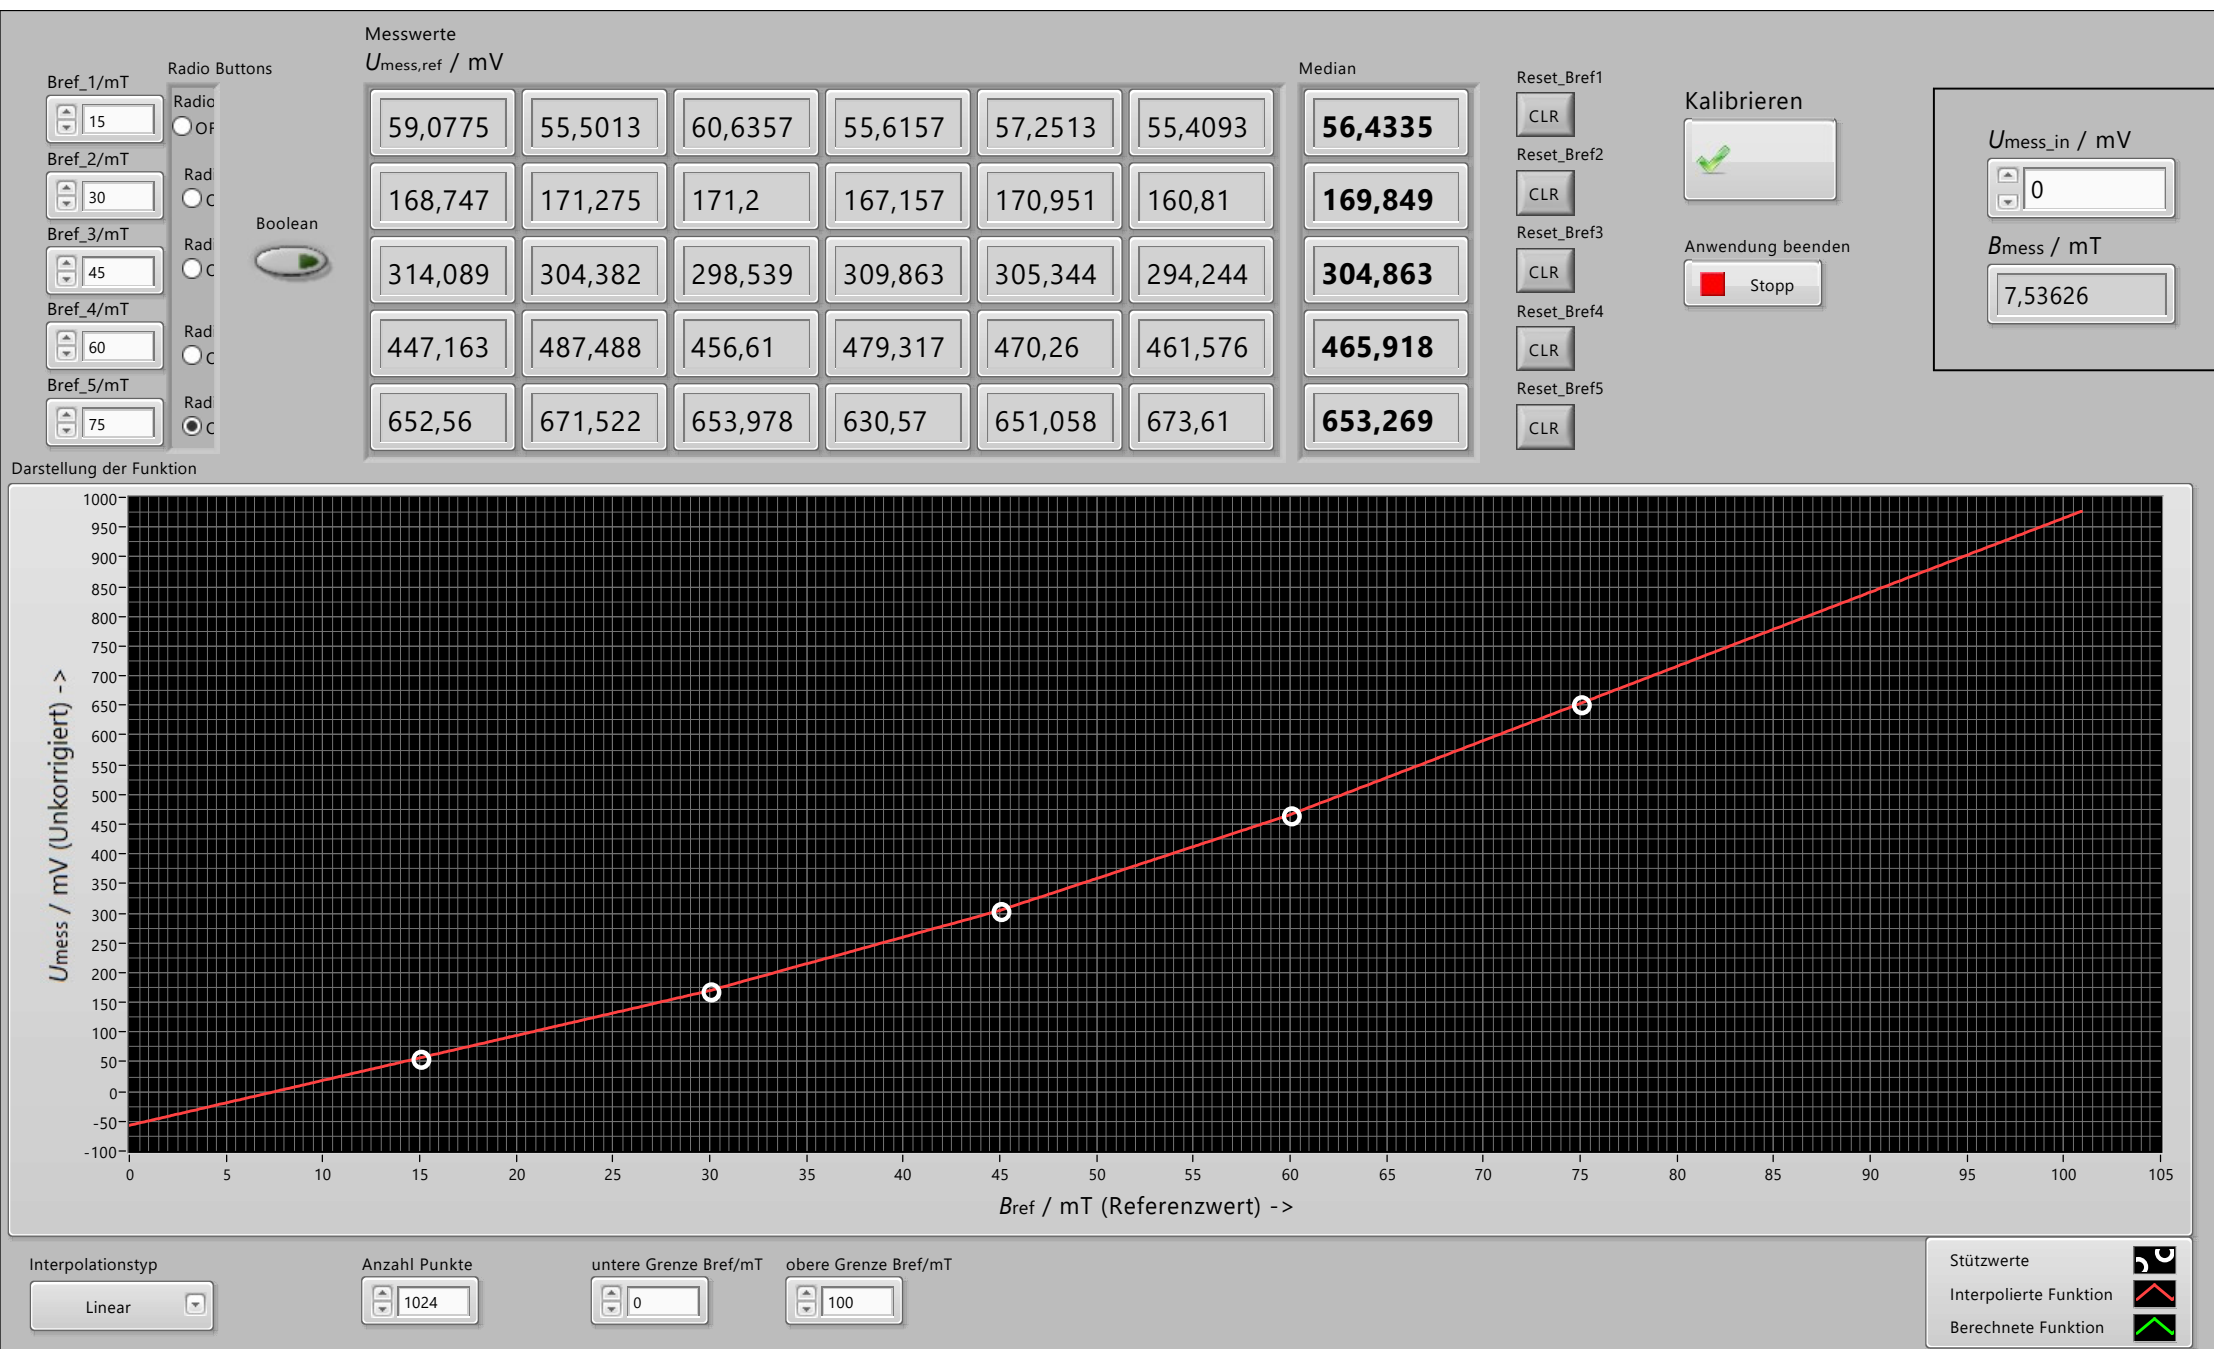 Messwerte
Umess,ref / mV
Radio Buttons
Median
Bref_1/mT
15
Radio
OF
59,0775 55,5013 60,6357 55,6157 57,2513 55,4093 56,4335
Reset_Bref1
CLR
Bref_2/mT
30
Rad
168,747 171,275 171,2 167,157 170,951 160,81 169,849
Reset_Bref2
CLR
Bref_3/mT
45
Rad
314,089 304,382 298,539 309,863 305,344 294,244 304,863
Reset_Bref3
CLR
Bref_4/mT
60
Rad
447,163 487,488 456,61 479,317 470,26 461,576 465,918
Reset_Bref4
CLR
Bref_5/mT
75
Rad
652,56 671,522 653,978 630,57 651,058 673,61 653,269
Reset_Bref5
CLR
Boolean
Kalibrieren
Anwendung beenden
Stopp
Umess_in / mV
0
Bmess / mT
7,53626
Darstellung der Funktion
Umess / mV (Unkorrigiert) ->
1000
950
900
850
800
750
700
650
600
550
500
450
400
350
300
250
200
150
100
50
0
-50
-100
0 5 10 15 20 25 30 35 40 45 50 55 60 65 70 75 80 85 90 95 100 105
Bref / mT (Referenzwert) ->
Interpolationstyp
Linear
Anzahl Punkte
1024
untere Grenze Bref/mT
0
obere Grenze Bref/mT
100
Stützwerte
Interpolierte Funktion
Berechnete Funktion